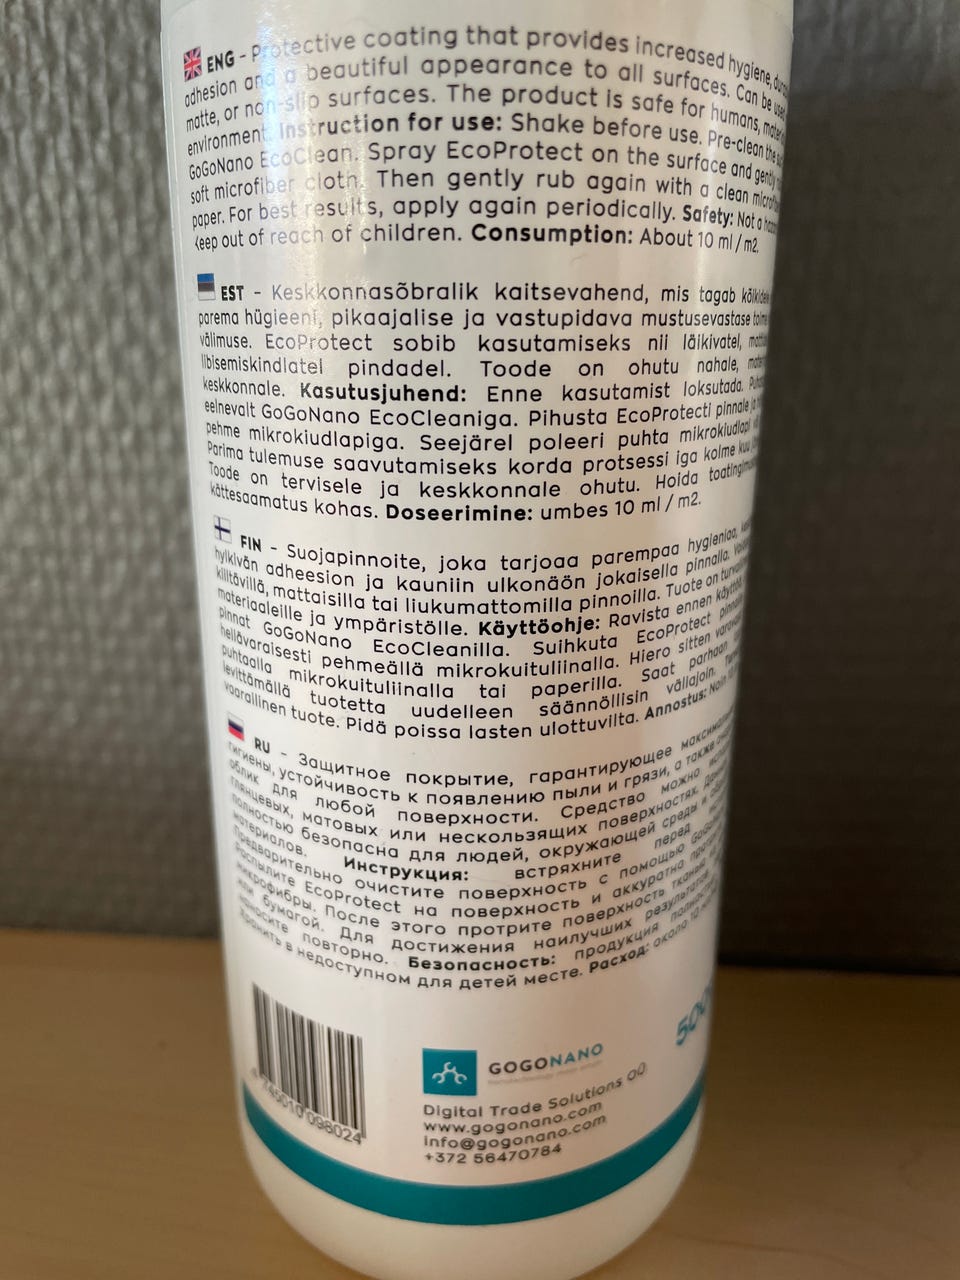 ENG - Protective coating that provides increased hygiene,
adhesion and a beautiful appearance to all surfaces. Can be used
matte, or non-slip surfaces. The product is safe for humans,
environment. Instruction for use: Shake before use. Pre-clean the
GoGoNano EcoClean. Spray EcoProtect on the surface and gently
soft microfiber cloth. Then gently rub again with a clean
paper. For best results, apply again periodically. Safety: Not a
Keep out of reach of children. Consumption: About 10 ml / m2.
EST - Keskkonnasõbralik kaitsevahend, mis tagab
parema hügieeni, pikaajalise ja vastupidava mustusevastase
välimuse. EcoProtect sobib kasutamiseks nii läikivatel,
libisemiskindlatel pindadel. Toode on ohutu nahale,
keskkonnale. Kasutusjuhend: Enne kasutamist loksutada.
eelnevalt GoGoNano EcoCleaniga. Pihusta EcoProtecti pinnale ja
pehme mikrokiudlapiga. Seejärel poleeri puhta mikrokiudlapi
Parima tulemuse saavutamiseks korda protsessi iga kolme kuu
Toode on tervisele ja keskkonnale ohutu. Hoida
kättesaamatus kohas. Doseerimine: umbes 10 ml / m2.
FIN - Suojapinnoite, joka tarjoaa parempaa hygieniaa,
hylkivän adheesion ja kauniin ulkonäön jokaisella pinnalla.
kiiltävillä, mattaisilla tai liukumattomilla pinnoilla. Tuote on
materiaaleille ja ympäristölle. Käyttöohje: Ravista ennen käyttöä.
pinnat GoGoNano EcoCleanilla. Suihkuta EcoProtect pinnalle
hellävaraisesti pehmeällä mikrokuituliinalla. Hiero sitten
puhtaalla mikrokuituliinalla tai paperilla. Saat parhaan
levittämällä tuotetta uudelleen säännöllisin väliajoin.
vaarallinen tuote. Pidä poissa lasten ulottuvilta. Annostus: Noin
RU - Защитное покрытие, гарантирующее
гигиены, устойчивость к появлению пыли и грязи, а также
облик для любой поверхности. Средство можно
глянцевых, матовых или нескользящих поверхностях.
полностью безопасна для людей, окружающей среды и
материалов. Инструкция: встряхните перед
Предварительно очистите поверхность с помощью
Распылите EcoProtect на поверхность и аккуратно
микрофибры. После этого протрите поверхность
или бумагой. Для достижения наилучших результатов
наносите повторно. Безопасность: продукция
Хранить в недоступном для детей месте. Расход: около 10
500
4 745010 098024
GOGONANO
Digital Trade Solutions OÜ
www.gogonano.com
info@gogonano.com
+372 56470784